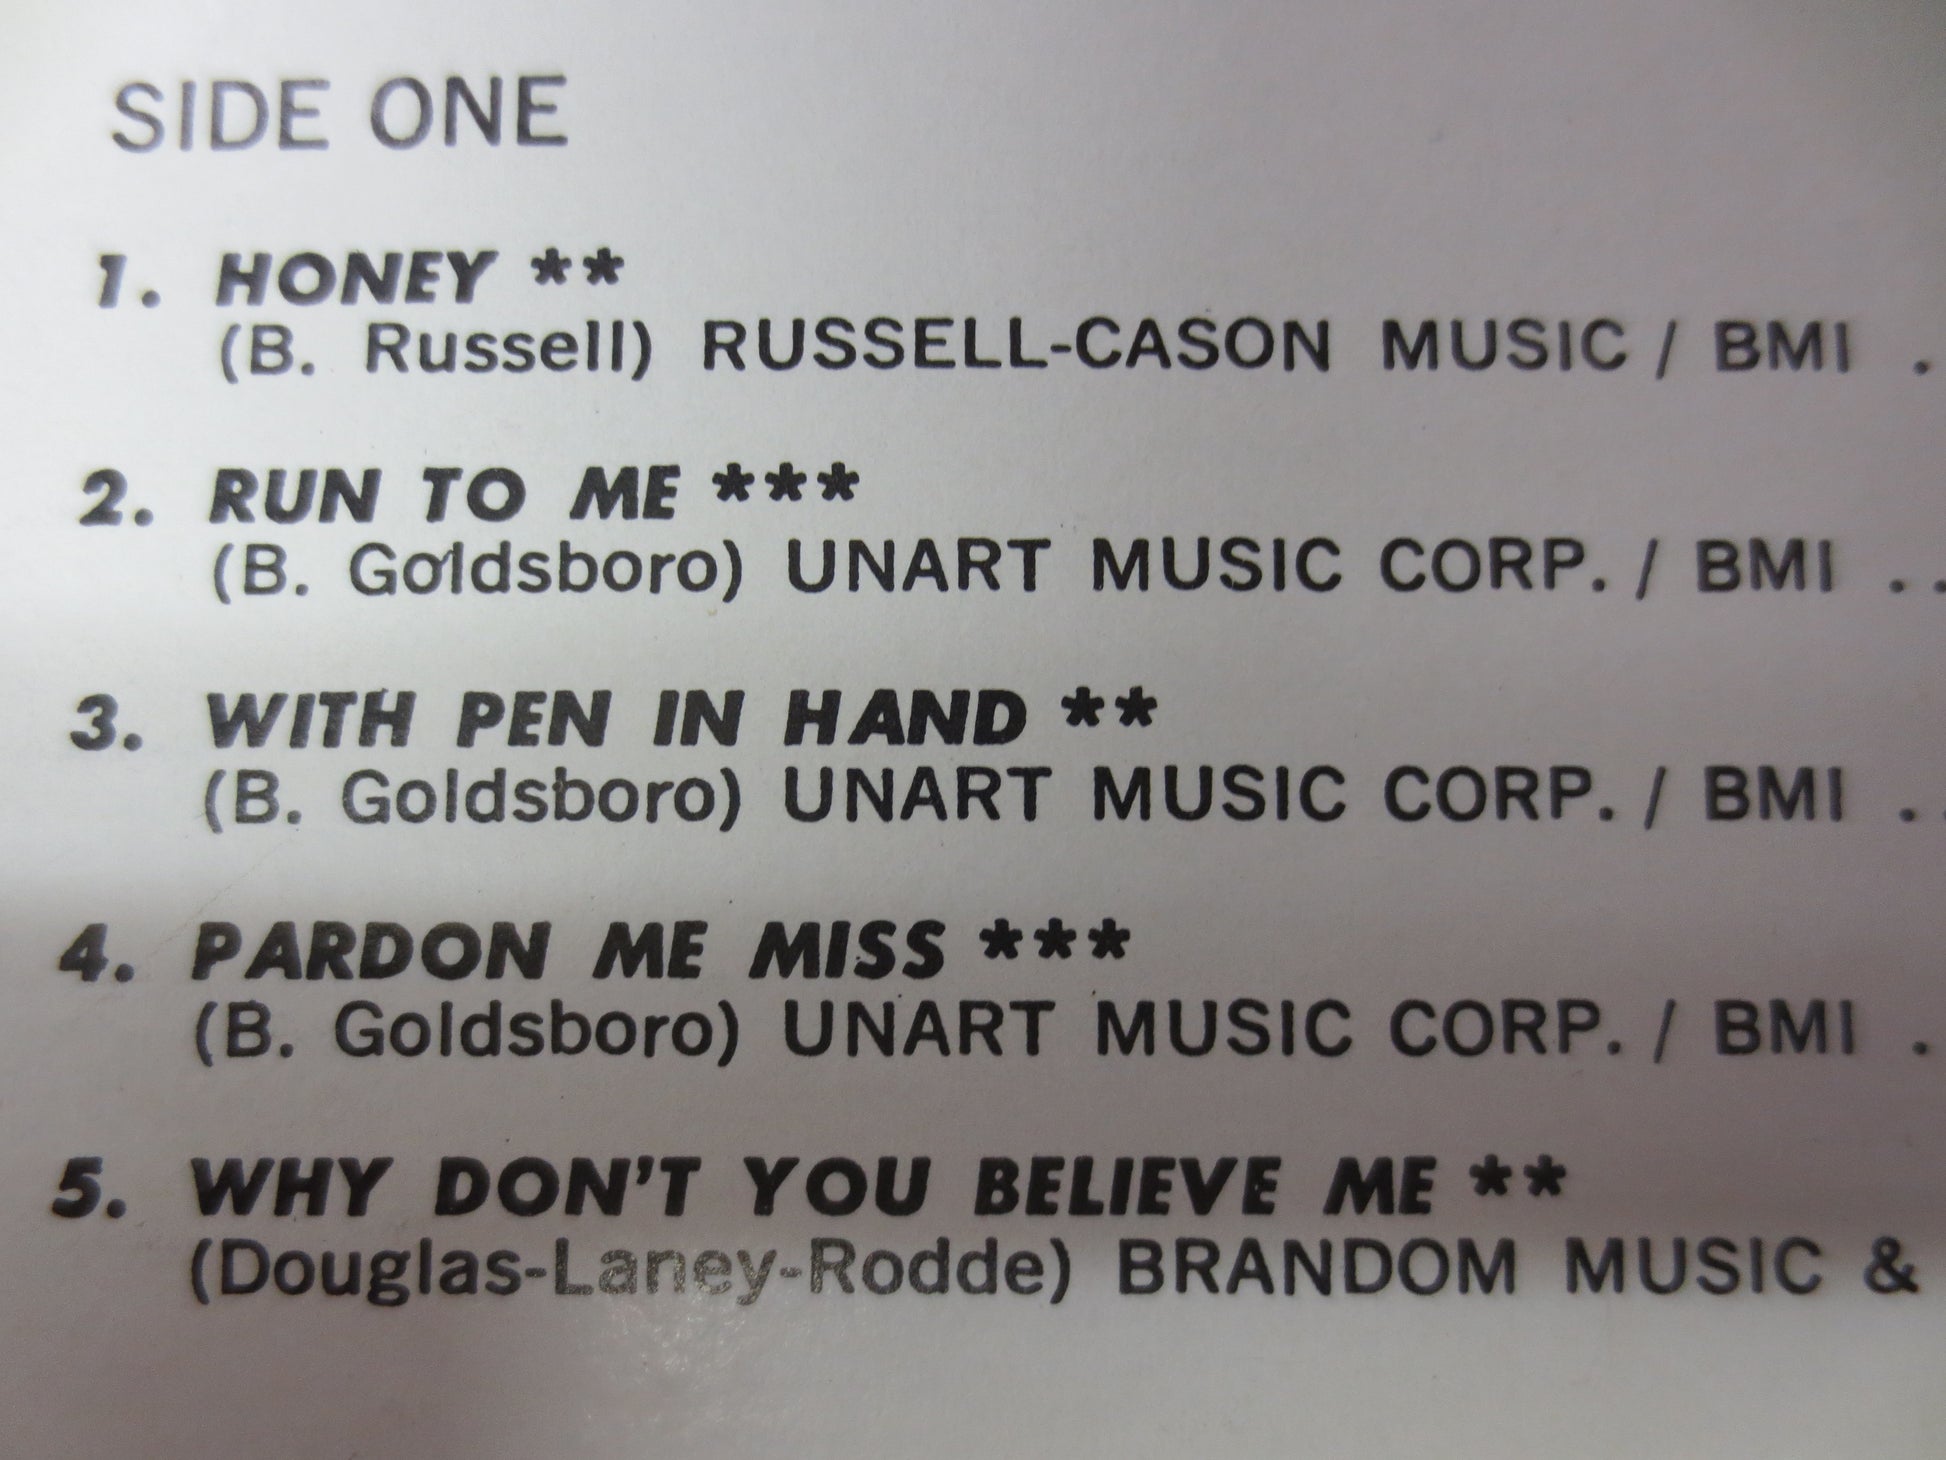 SIDE ONE
1. HONEY **
(B. Russell) RUSSELL-CASON MUSIC / BMI .
2. RUN TO ME ***
(B. Goldsboro) UNART MUSIC CORP. / BMI . .
3. WITH PEN IN HAND **
(B. Goldsboro) UNART MUSIC CORP. / BMI . .
4. PARDON ME MISS ***
(B. Goldsboro) UNART MUSIC CORP. / BMI .
5. WHY DON'T YOU BELIEVE ME **
(Douglas-Laney-Rodde) BRANDOM MUSIC &